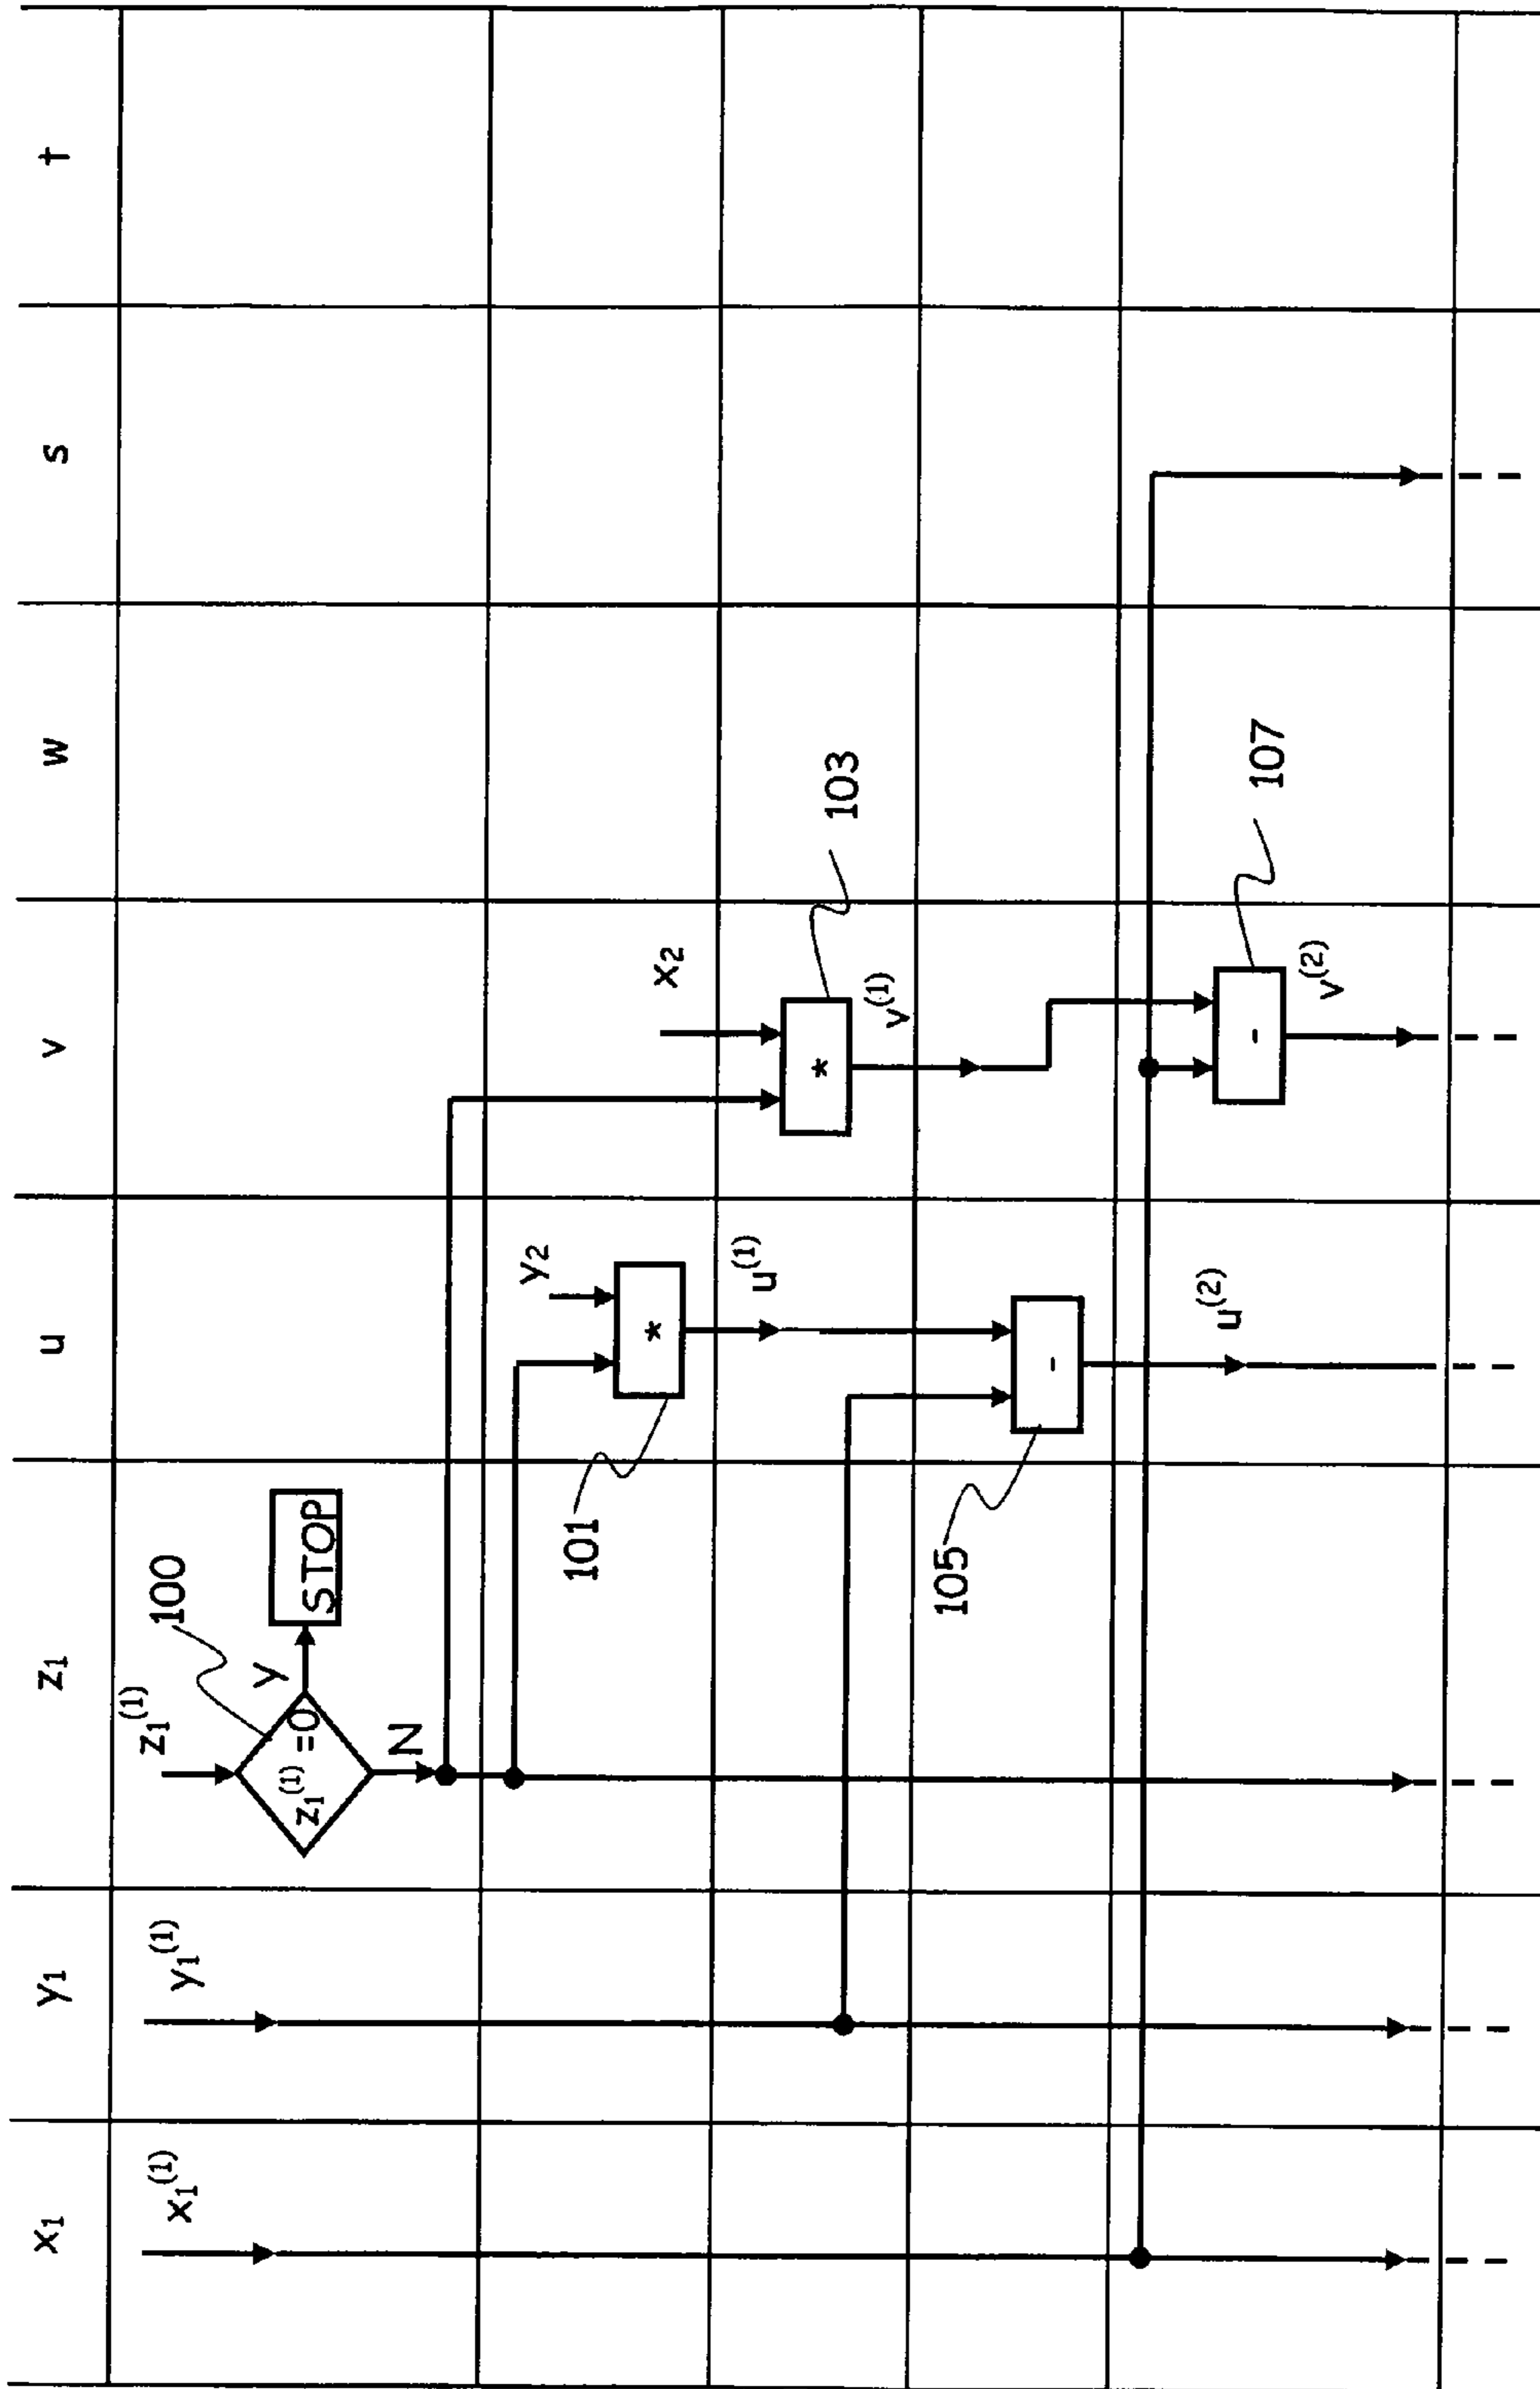 x₁ y₁ z₁ u v w s t
x₁⁽¹⁾ y₁⁽¹⁾ z₁⁽¹⁾ 100
z₁⁽¹⁾ =0 Y STOP
N
101 y₂
*
x₂
u⁽¹⁾
* 103
v⁽¹⁾
105
-
u⁽²⁾
- 107
v⁽²⁾